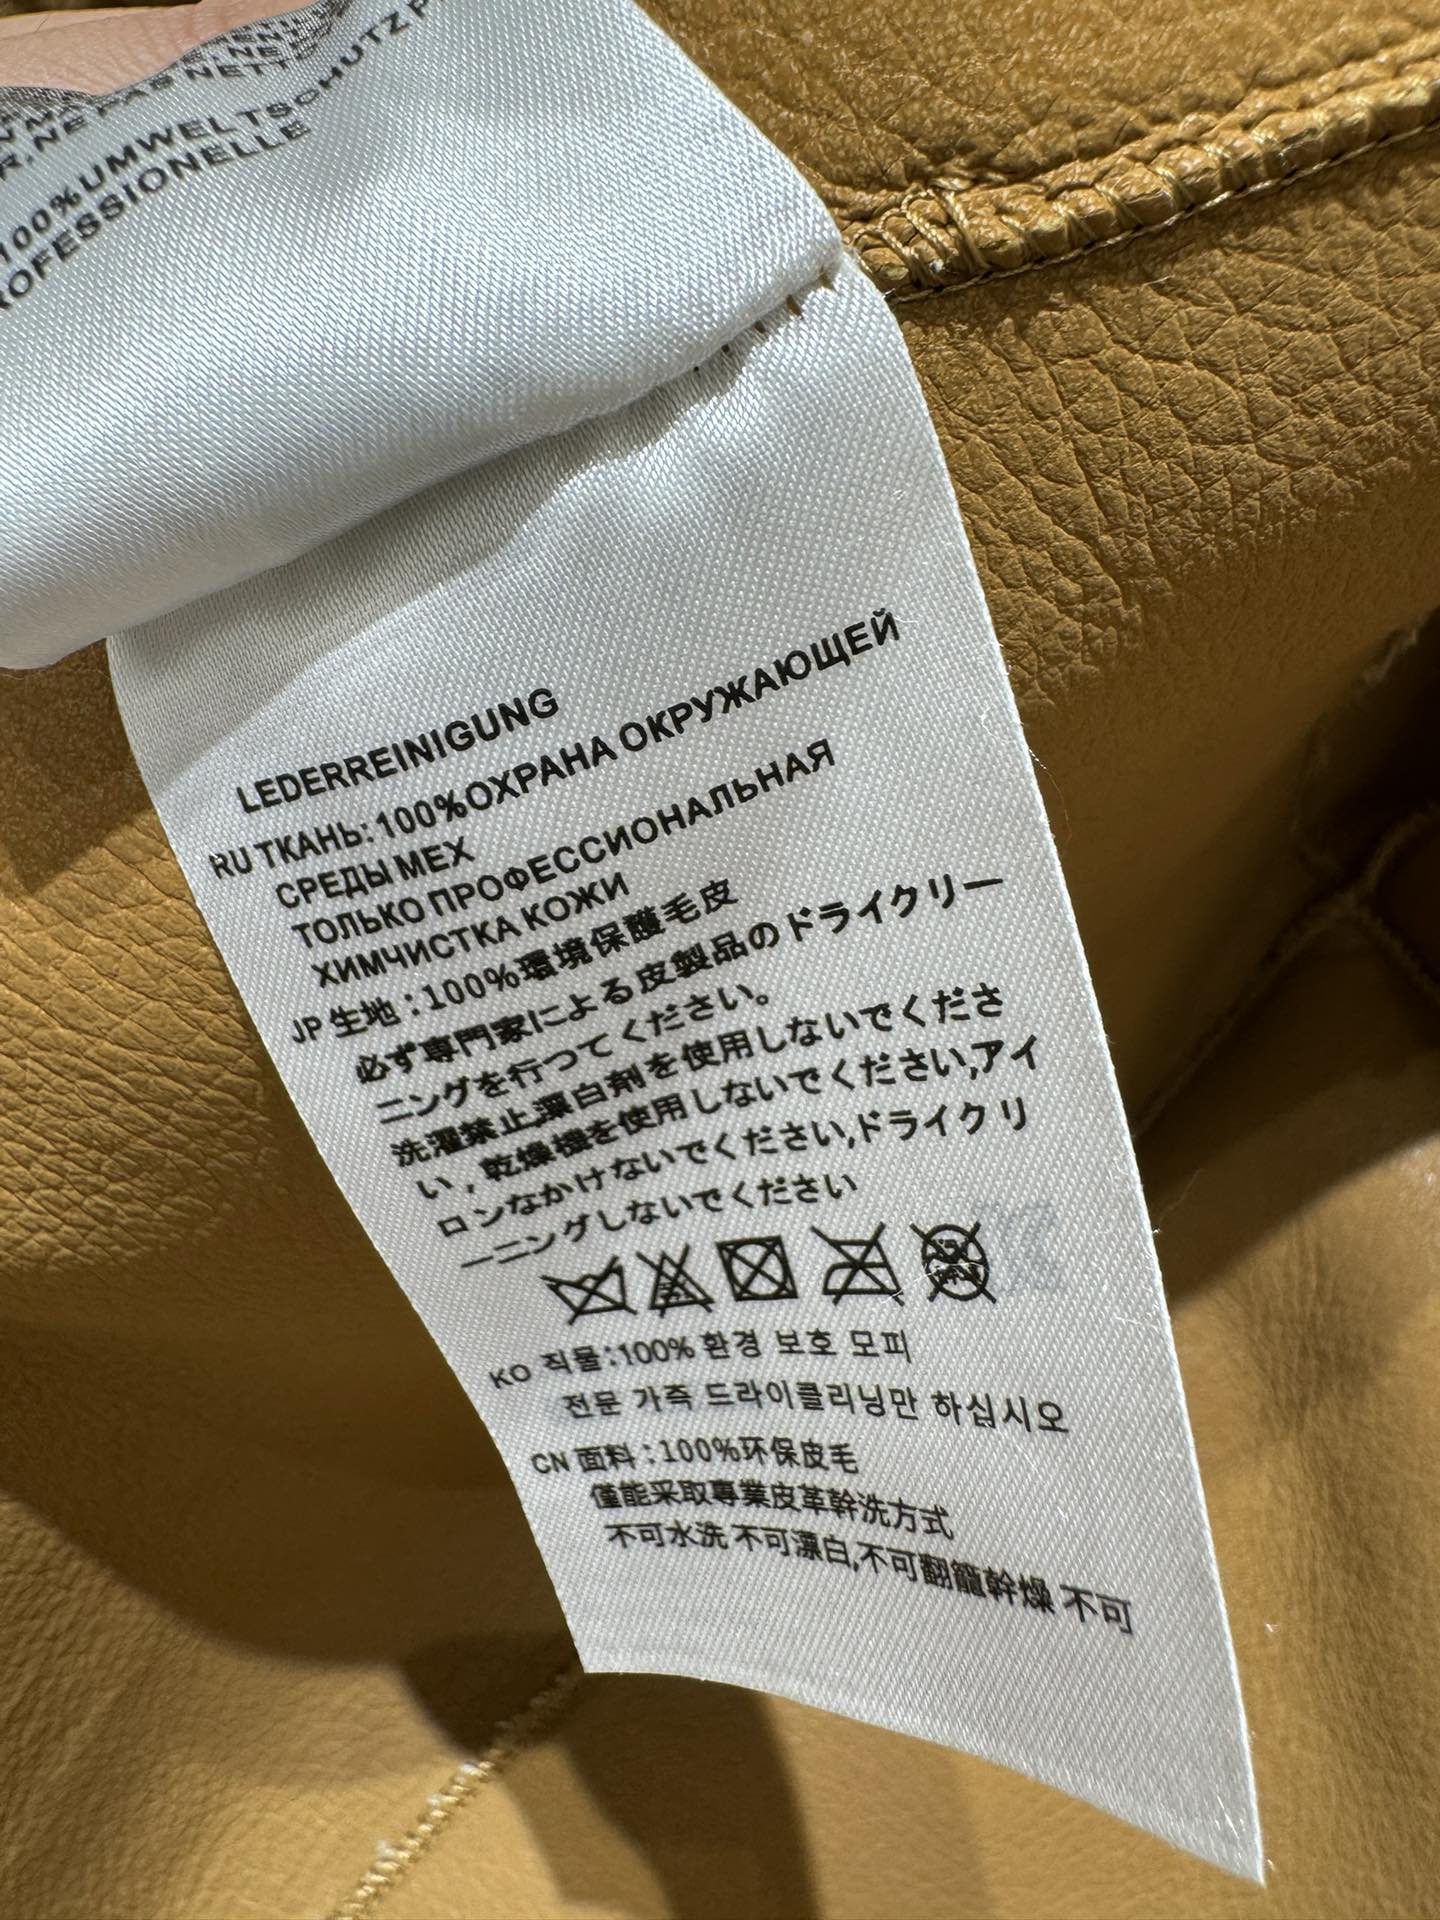 NE PAS NETT
100%UMWELTSCHUTZ P
ROFESSIONELLE
LEDERREINIGUNG
RU ТКАНЬ:100%ОХРАНА ОКРУЖАЮЩЕЙ
СРЕДЫ МЕХ
ТОЛЬКО ПРОФЕССИОНАЛЬНАЯ
ХИМЧИСТКА КОЖИ
JP 生地:100%環境保護毛皮
必ず専門家による皮製品のドライクリー
ニングを行つてください。
洗濯禁止,漂白剤を使用しないでくださ
い,乾燥機を使用しないでください,アイ
ロンなかけないでください,ドライクリ
ーニングしないでください
KO 직물:100% 환경 보호 모피
전문 가죽 드라이클리닝만 하십시오
CN 面料:100%环保皮毛
僅能采取專業皮革幹洗方式
不可水洗 不可漂白,不可翻籠幹燥 不可